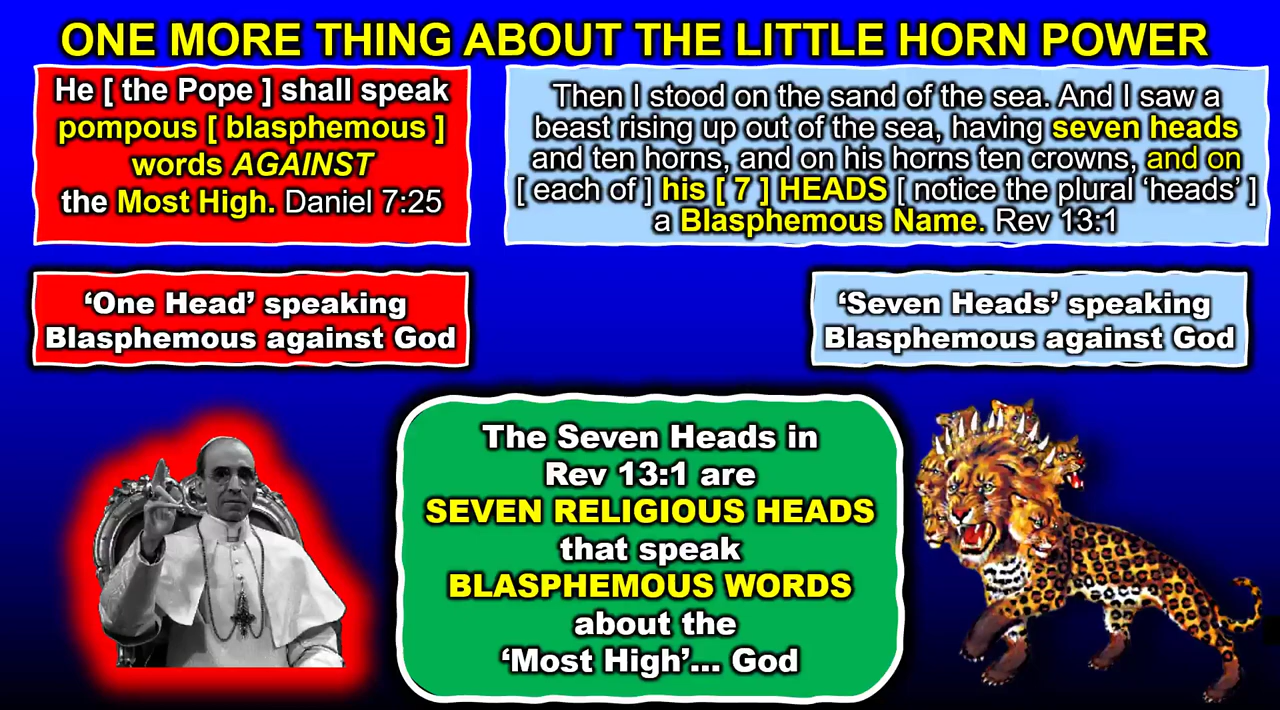 ONE MORE THING ABOUT THE LITTLE HORN POWER
He [ the Pope ] shall speak
pompous [ blasphemous ]
words AGAINST
the Most High. Daniel 7:25
Then I stood on the sand of the sea. And I saw a
beast rising up out of the sea, having seven heads
and ten horns, and on his horns ten crowns, and on
[ each of ] his [ 7 ] HEADS [ notice the plural ‘heads’ ]
a Blasphemous Name. Rev 13:1
‘One Head’ speaking
Blasphemous against God
‘Seven Heads’ speaking
Blasphemous against God
The Seven Heads in
Rev 13:1 are
SEVEN RELIGIOUS HEADS
that speak
BLASPHEMOUS WORDS
about the
‘Most High’... God